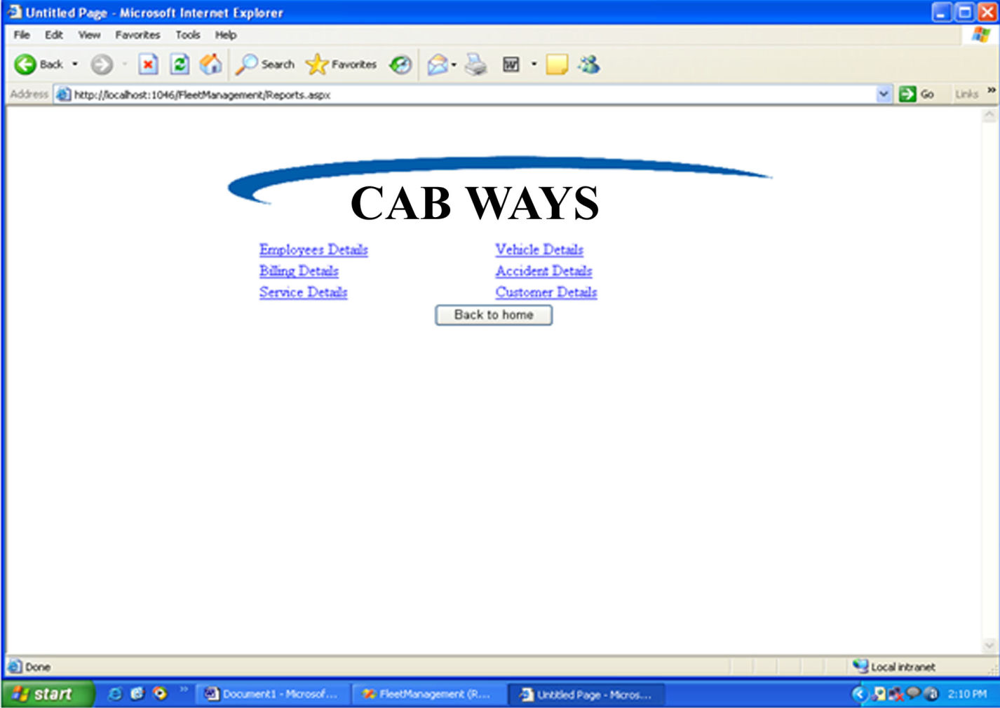 Untitled Page - Microsoft Internet Explorer
File Edit View Favorites Tools Help
Back Search Favorites
Address http://localhost:1046/FleetManagement/Reports.aspx Go Links »
CAB WAYS
Employees Details Vehicle Details
Billing Details Accident Details
Service Details Customer Details
Back to home
Done Local intranet
start » Document1 - Microsof... FleetManagement (R... Untitled Page - Micros... 2:10 PM